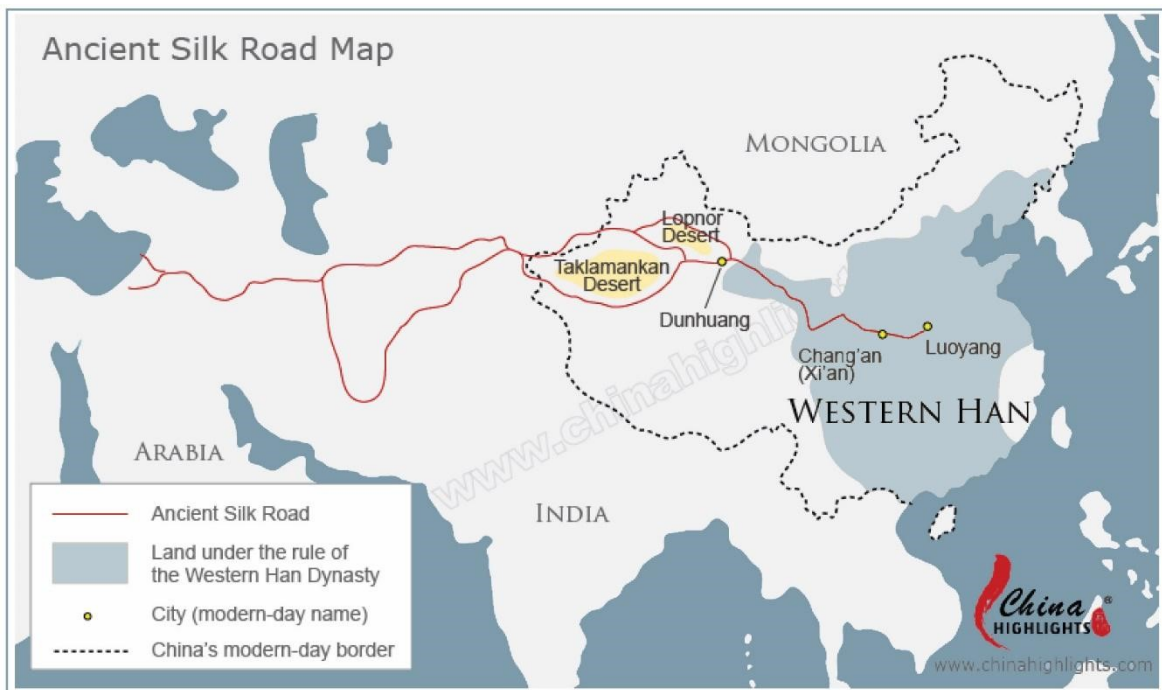 Ancient Silk Road Map
MONGOLIA
Lopnor
Desert
Taklamankan
Desert
Dunhuang
Chang'an
(Xi'an)
Luoyang
WESTERN HAN
ARABIA
INDIA
www.chinahighlights
Ancient Silk Road
Land under the rule of
the Western Han Dynasty
City (modern-day name)
China's modern-day border
China ®
HIGHLIGHTS
www.chinahighlights.com